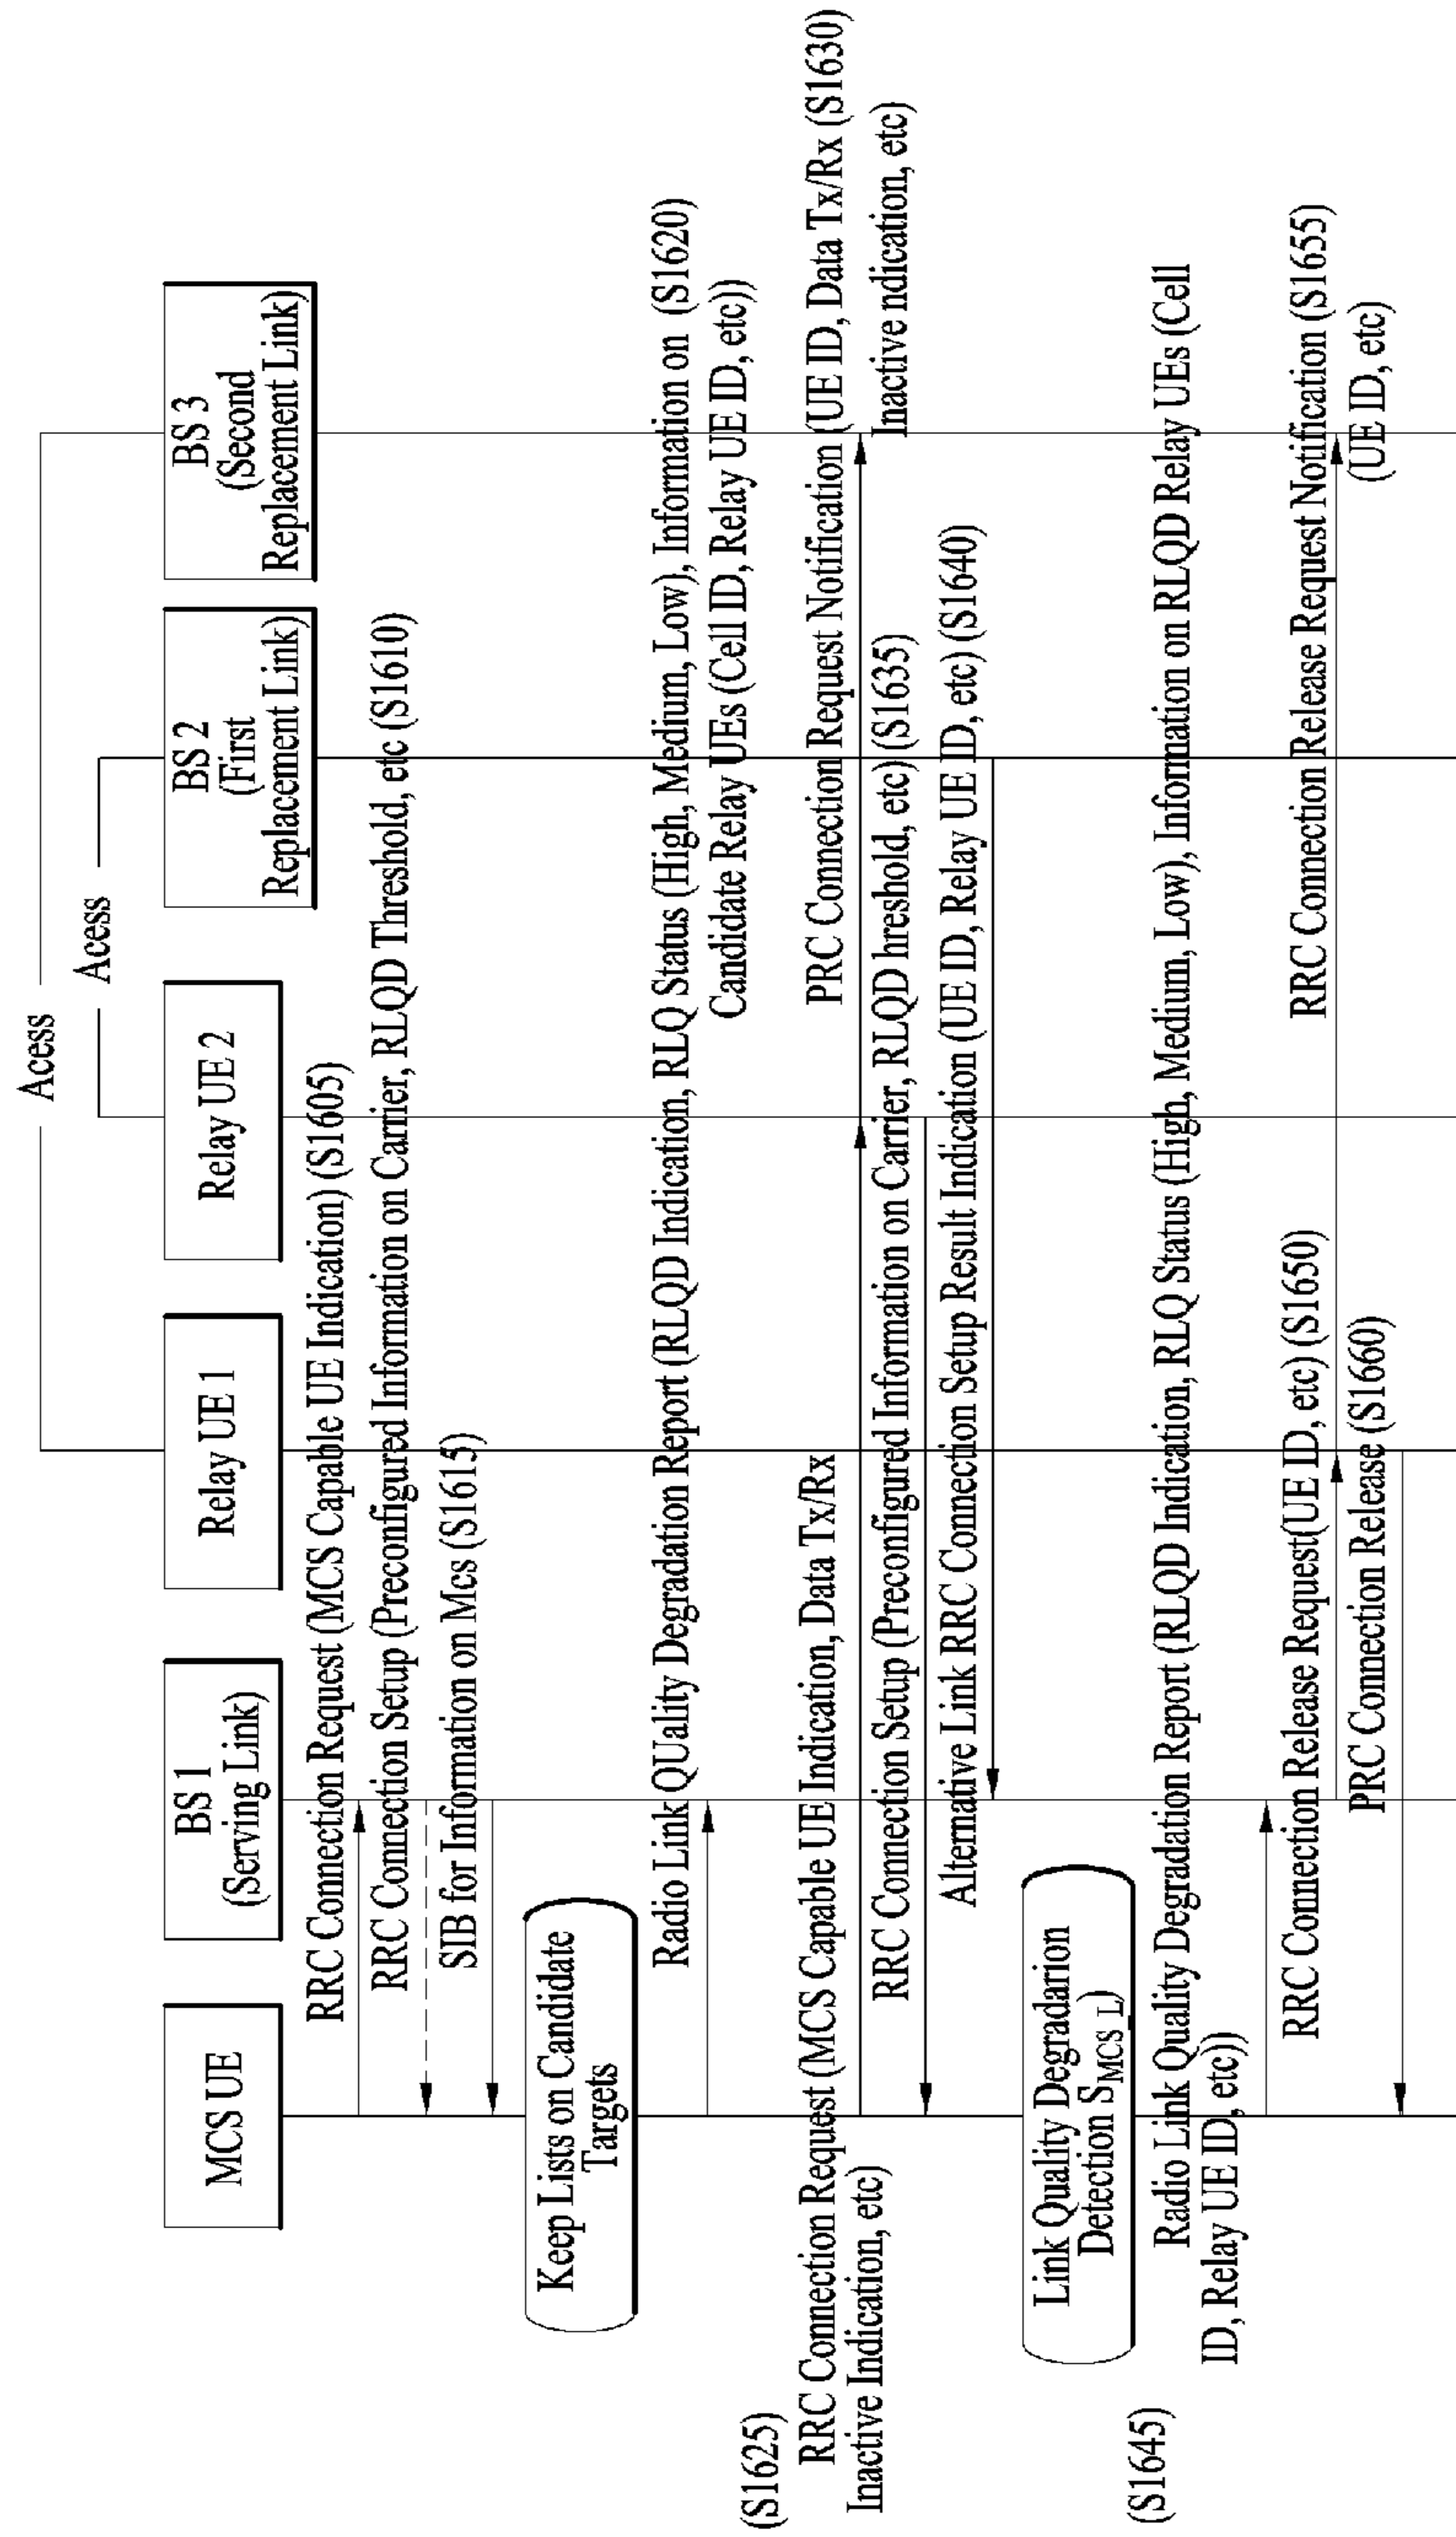 Acess
Acess
MCS UE
BS 1
(Serving Link)
Relay UE 1
Relay UE 2
BS 2
(First
Replacement Link)
BS 3
(Second
Replacement Link)
RRC Connection Request (MCS Capable UE Indication) (S1605)
RRC Connection Setup (Preconfigured Information on Carrier, RLQD Threshold, etc (S1610)
SIB for Information on Mcs (S1615)
Keep Lists on Candidate
Targets
Radio Link QUality Degradation Report (RLQD Indication, RLQ Status (High, Medium, Low), Information on (S1620)
Candidate Relay UEs (Cell ID, Relay UE ID, etc))
(S1625)
RRC Connection Request (MCS Capable UE Indication, Data Tx/Rx
Inactive Indication, etc)
PRC Connection Request Notification (UE ID, Data Tx/Rx (S1630)
Inactive ndication, etc)
RRC Connection Setup (Preconfigured Information on Carrier, RLQD hreshold, etc) (S1635)
Alternative Link RRC Connection Setup Result Indication (UE ID, Relay UE ID, etc) (S1640)
Link Quality Degradarion
Detection SMCS_L)
(S1645)
Radio Link Quality Degradation Report (RLQD Indication, RLQ Status (High, Medium, Low), Information on RLQD Relay UEs (Cell
ID, Relay UE ID, etc))
RRC Connection Release Request(UE ID, etc) (S1650)
RRC Connection Release Request Notification (S1655)
(UE ID, etc)
PRC Connection Release (S1660)